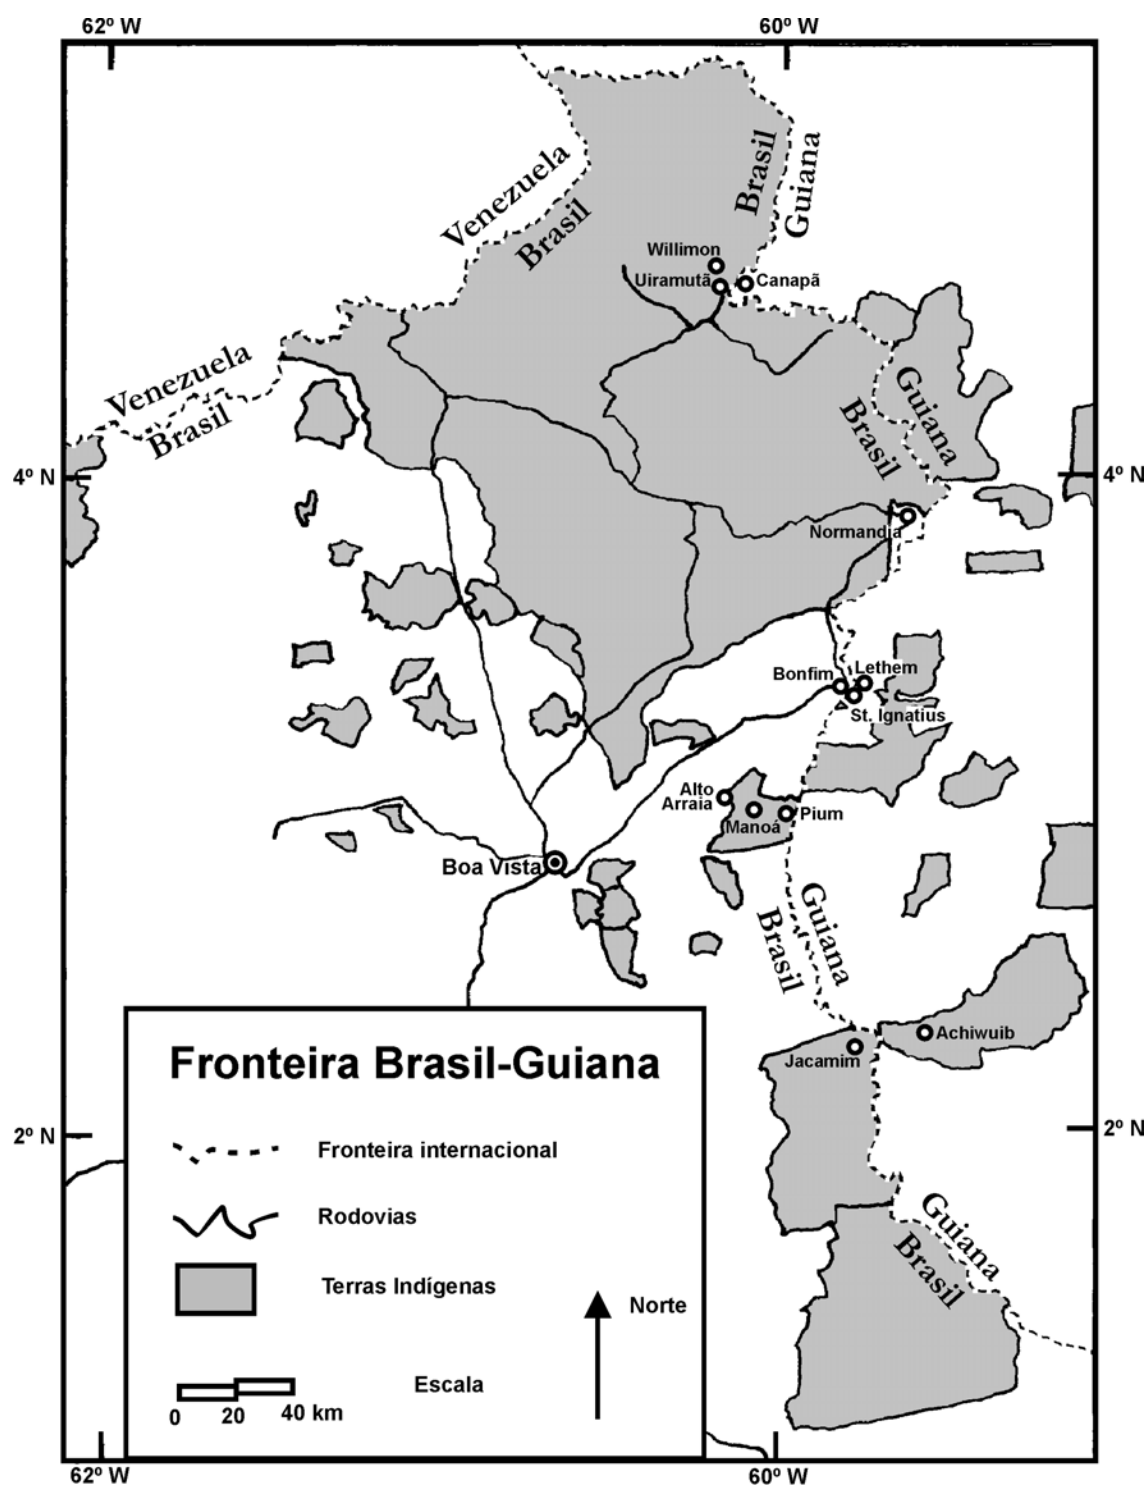 62º W
60º W
Venezuela
Brasil
Brasil
Guiana
Willimon
Uiramutã
Canapã
Venezuela
Brasil
Guiana
Brasil
4º N
4º N
Normandia
Bonfim
Lethem
St. Ignatius
Alto
Arraia
Manoá
Pium
Boa Vista
Guiana
Brasil
Achiwuib
Jacamim
2º N
2º N
Guiana
Brasil
Fronteira Brasil-Guiana
Fronteira internacional
Rodovias
Terras Indígenas
Norte
Escala
0
20
40 km
62º W
60º W